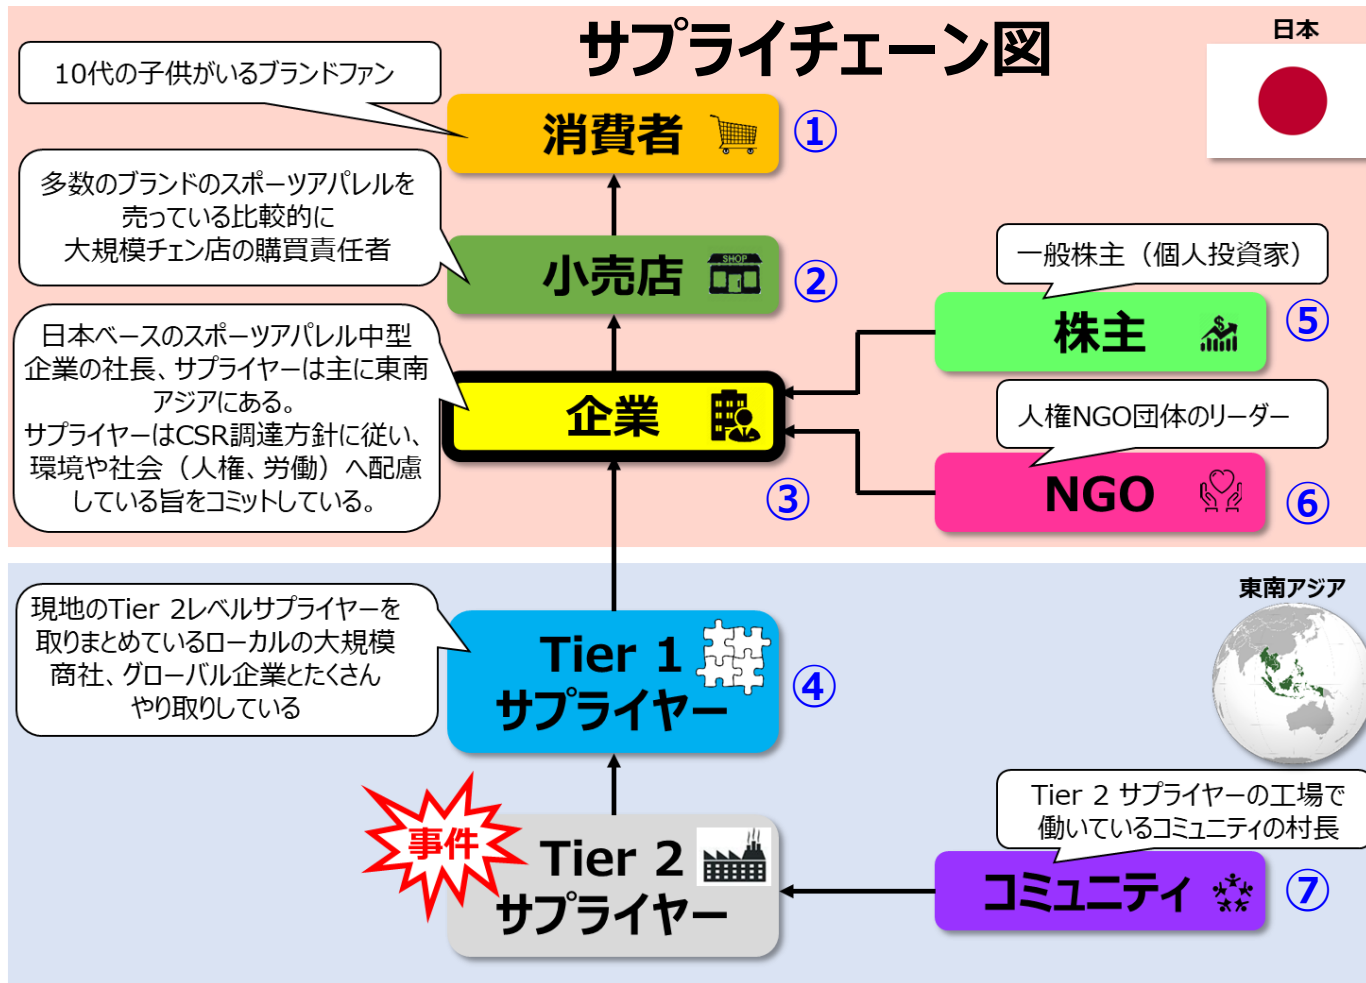 サプライチェーン図
日本
10代の子供がいるブランドファン
消費者
①
多数のブランドのスポーツアパレルを
売っている比較的に
大規模チェン店の購買責任者
小売店
SHOP
②
一般株主（個人投資家）
株主
⑤
日本ベースのスポーツアパレル中型
企業の社長、サプライヤーは主に東南
アジアにある。
サプライヤーはCSR調達方針に従い、
環境や社会（人権、労働）へ配慮
している旨をコミットしている。
企業
③
人権NGO団体のリーダー
NGO
⑥
東南アジア
現地のTier 2レベルサプライヤーを
取りまとめているローカルの大規模
商社、グローバル企業とたくさん
やり取りしている
Tier 1
サプライヤー
④
事件
Tier 2
サプライヤー
Tier 2 サプライヤーの工場で
働いているコミュニティの村長
コミュニティ
⑦